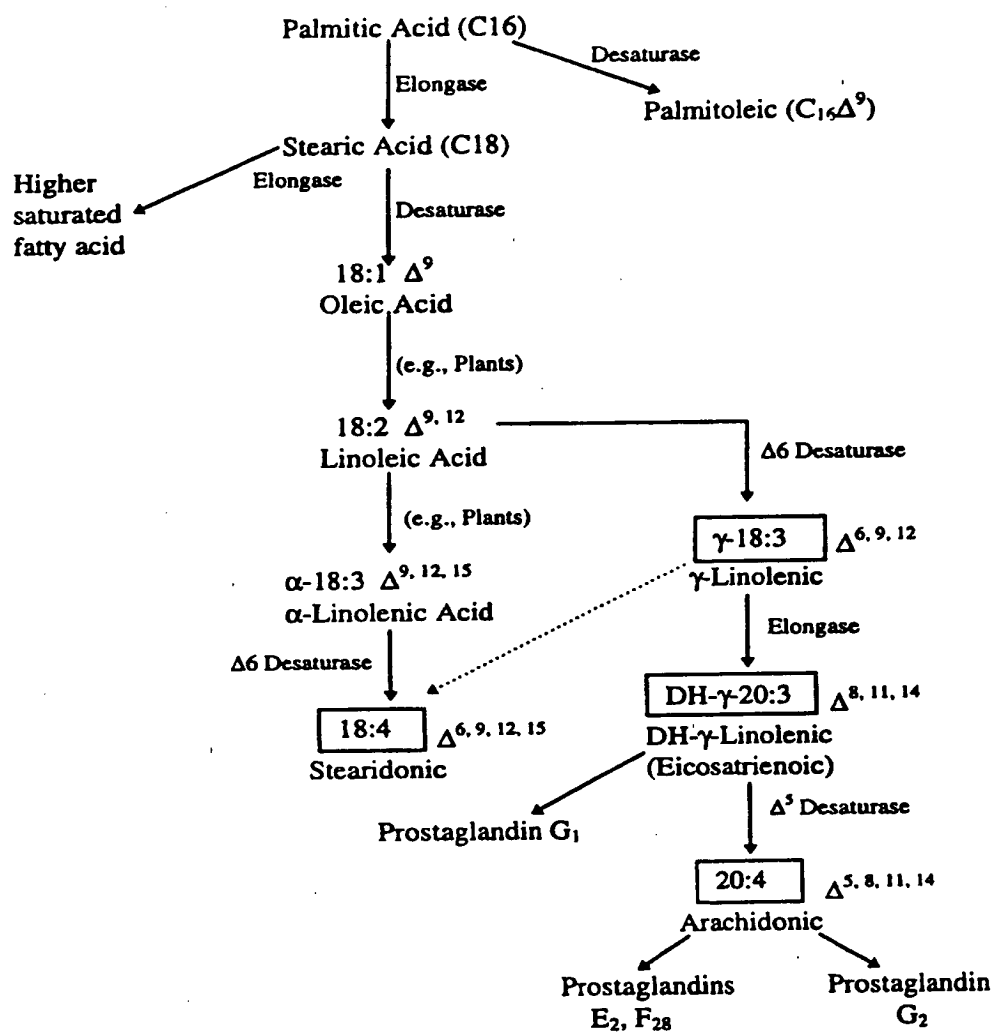 Palmitic Acid (C16)
Desaturase
Elongase
Palmitoleic (C₁₆Δ⁹)
Stearic Acid (C18)
Elongase
Higher
saturated
fatty acid
Desaturase
18:1 Δ⁹
Oleic Acid
(e.g., Plants)
18:2 Δ⁹, ¹²
Linoleic Acid
Δ6 Desaturase
(e.g., Plants)
γ-18:3 Δ⁶, ⁹, ¹²
γ-Linolenic
α-18:3 Δ⁹, ¹², ¹⁵
α-Linolenic Acid
Elongase
Δ6 Desaturase
DH-γ-20:3 Δ⁸, ¹¹, ¹⁴
DH-γ-Linolenic
(Eicosatrienoic)
18:4 Δ⁶, ⁹, ¹², ¹⁵
Stearidonic
Δ⁵ Desaturase
Prostaglandin G₁
20:4 Δ⁵, ⁸, ¹¹, ¹⁴
Arachidonic
Prostaglandins
E₂, F₂₈
Prostaglandin
G₂